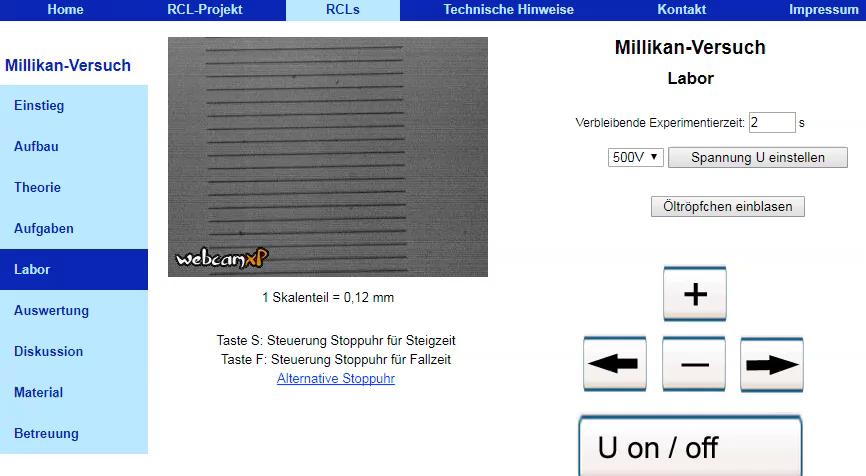 Home RCL-Projekt RCLs Technische Hinweise Kontakt Impressum
Millikan-Versuch
Einstieg
Aufbau
Theorie
Aufgaben
Labor
Auswertung
Diskussion
Material
Betreuung
webcamXP
1 Skalenteil = 0,12 mm
Taste S: Steuerung Stoppuhr für Steigzeit
Taste F: Steuerung Stoppuhr für Fallzeit
Alternative Stoppuhr
Millikan-Versuch
Labor
Verbleibende Experimentierzeit: 2 s
500V Spannung U einstellen
Öltröpfchen einblasen
+
−
U on / off